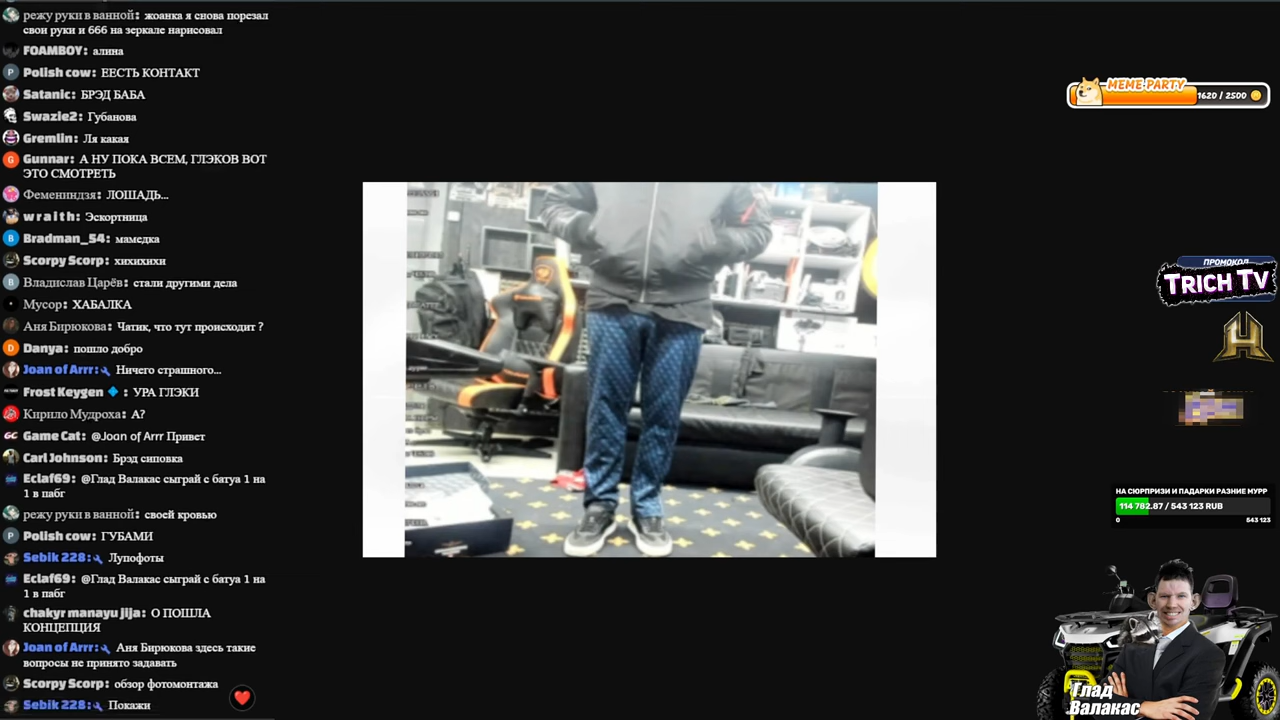 режу руки в ванной: жоанка я снова порезал
свои руки и 666 на зеркале нарисовал
FOAMBOY: алина
Polish cow: ЕЕСТЬ КОНТАКТ
Satanic: БРЭД БАБА
Swazie2: Губанова
Gremlin: Ля какая
Gunnar: А НУ ПОКА ВСЕМ, ГЛЭКОВ ВОТ
ЭТО СМОТРЕТЬ
Фемениндзя: ЛОШАДЬ...
wraith: Эскортница
Bradman_54: мамедка
Scorpy Scorp: хихихихи
Владислав Царёв: стали другими дела
Мусор: ХАБАЛКА
Аня Бирюкова: Чатик, что тут происходит ?
Danya: пошло добро
Joan of Arrr: Ничего страшного...
Frost Keygen : УРА ГЛЭКИ
Кирило Мудроха: А?
Game Cat: @Joan of Arrr Привет
Carl Johnson: Брэд сиповка
Eclaf69: @Глад Валакас сыграй с батуа 1 на
1 в пабг
режу руки в ванной: своей кровью
Polish cow: ГУБАМИ
Sebik 228: Лупофоты
Eclaf69: @Глад Валакас сыграй с батуа 1 на
1 в пабг
chakyr manayu jija: О ПОШЛА
КОНЦЕПЦИЯ
Joan of Arrr: Аня Бирюкова здесь такие
вопросы не принято задавать
Scorpy Scorp: обзор фотомонтажа
Sebik 228: Покажи
MEME PARTY
1620 / 2500
ПРОМОКОД
TRICH TV
НА СЮРПРИЗИ И ПАДАРКИ РАЗНИЕ МУРР
114 782.87 / 543 123 RUB
0 543 123
Глад
Валакас